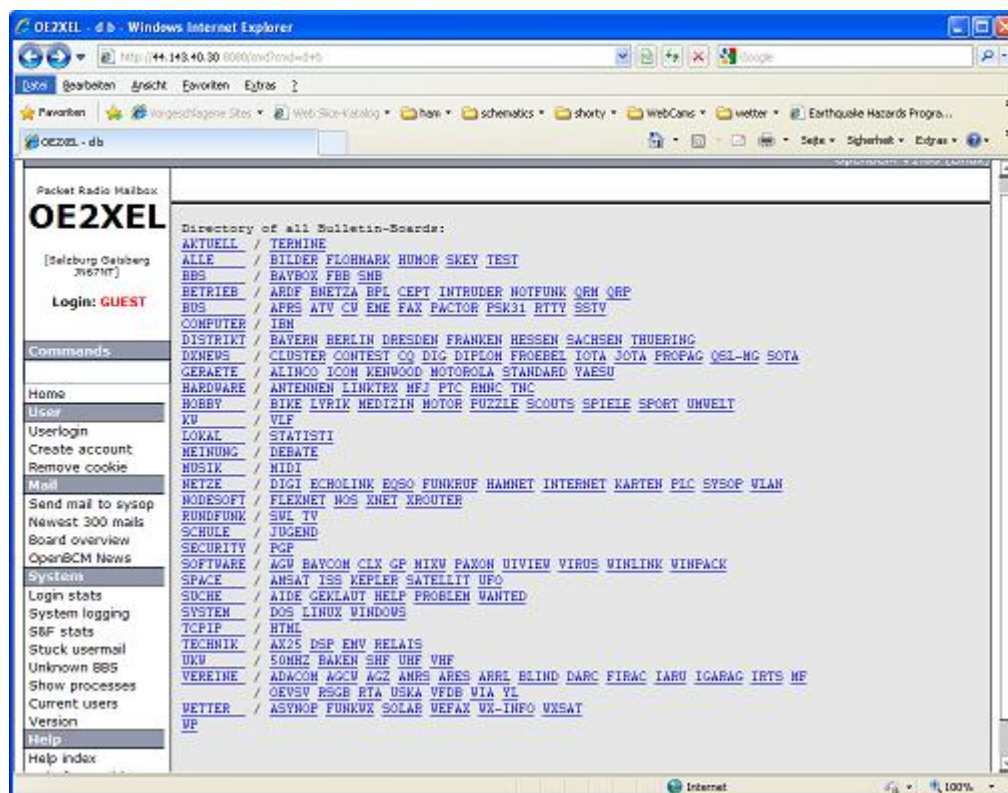 OE2XEL - d b - Windows Internet Explorer
http://44.143.40.30:8080/cmd?cmd=d+b
Google
Datei Bearbeiten Ansicht Favoriten Extras ?
Favoriten Vorgeschlagene Sites Web Slice-Katalog ham schematics shorty WebCams wetter Earthquake Hazards Progra...
OE2XEL - d b
Seite Sicherheit Extras
Packet Radio Mailbox
OE2XEL
[Salzburg Gaisberg
JN67NT]
Login: GUEST
Commands
Home
User
Userlogin
Create account
Remove cookie
Mail
Send mail to sysop
Newest 300 mails
Board overview
OpenBCM News
System
Login stats
System logging
S&F stats
Stuck usermail
Unknown BBS
Show processes
Current users
Version
Help
Help index
Directory of all Bulletin-Boards:
AKTUELL / TERMINE
ALLE / BILDER FLOHMARK HUMOR SKEY TEST
BBS / BAYBOX FBB SMB
BETRIEB / ARDF BNETZA BPL CEPT INTRUDER NOTFUNK QRM QRP
BUS / APRS ATV CW EME FAX PACTOR PSK31 RTTY SSTV
COMPUTER / IBM
DISTRIKT / BAYERN BERLIN DRESDEN FRANKEN HESSEN SACHSEN THUERING
DXNEWS / CLUSTER CONTEST CQ DIG DIPLOM FROEBEL IOTA JOTA PROPAG QSL-MG SOTA
GERAETE / ALINCO ICOM KENWOOD MOTOROLA STANDARD YAESU
HARDWARE / ANTENNEN LINKTRX MFJ PTC RMNC TNC
HOBBY / BIKE LYRIK MEDIZIN MOTOR PUZZLE SCOUTS SPIELE SPORT UMWELT
KW / VLF
LOKAL / STATISTI
MEINUNG / DEBATE
MUSIK / MIDI
NETZE / DIGI ECHOLINK EQSO FUNKRUF HAMNET INTERNET KARTEN PLC SYSOP WLAN
NODESOFT / FLEXNET NOS XNET XROUTER
RUNDFUNK / SWL TV
SCHULE / JUGEND
SECURITY / PGP
SOFTWARE / AGW BAYCOM CLX GP MIXW PAXON UIVIEW VIRUS WINLINK WINPACK
SPACE / AMSAT ISS KEPLER SATELLIT UFO
SUCHE / AIDE GEKLAUT HELP PROBLEM WANTED
SYSTEM / DOS LINUX WINDOWS
TCPIP / HTML
TECHNIK / AX25 DSP EMV RELAIS
UKW / 50MHZ BAKEN SHF UHF VHF
VEREINE / ADACOM AGCW AGZ AMRS ARES ARRL BLIND DARC FIRAC IARU IGARAG IRTS MF
/ OEVSV RSGB RTA USKA VFDB WIA YL
WETTER / ASYNOP FUNKWX SOLAR WEFAX WX-INFO WXSAT
WP
Internet
100%